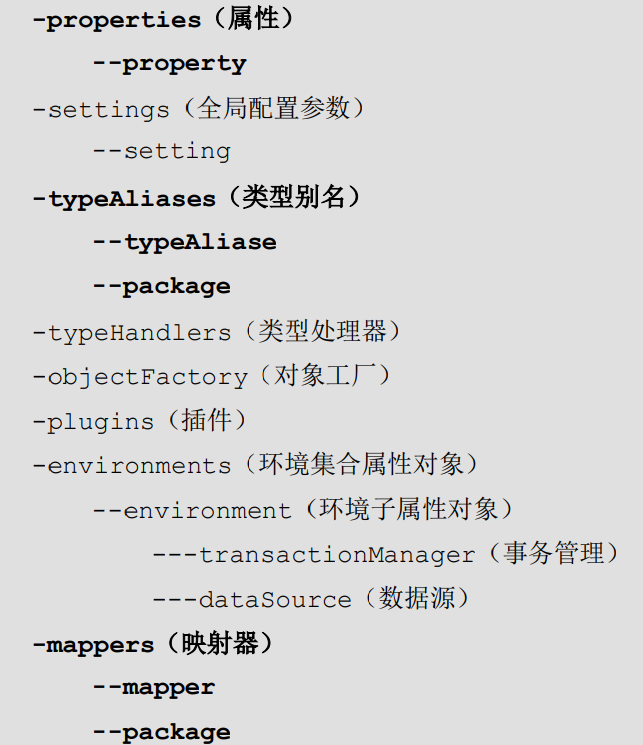 -properties（属性）
--property
-settings（全局配置参数）
--setting
-typeAliases（类型别名）
--typeAliase
--package
-typeHandlers（类型处理器）
-objectFactory（对象工厂）
-plugins（插件）
-environments（环境集合属性对象）
--environment（环境子属性对象）
---transactionManager（事务管理）
---dataSource（数据源）
-mappers（映射器）
--mapper
--package